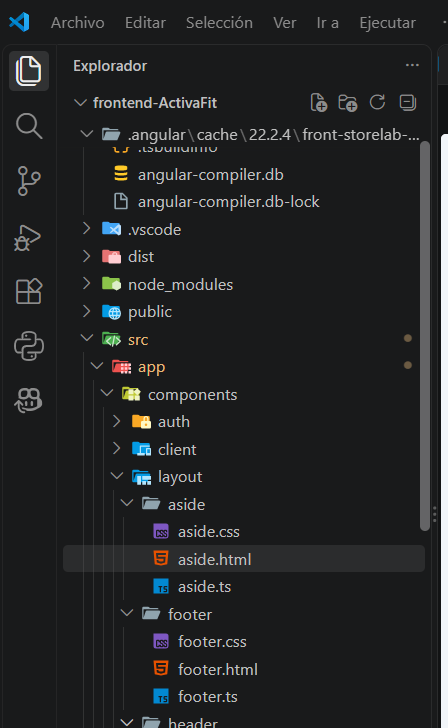 Archivo Editar Selección Ver Ir a Ejecutar
Explorador
frontend-ActivaFit
.angular\cache\22.2.4\front-storelab-...
.tsbuildinfo
angular-compiler.db
angular-compiler.db-lock
.vscode
dist
node_modules
public
src
app
components
auth
client
layout
aside
aside.css
aside.html
aside.ts
footer
footer.css
footer.html
footer.ts
header